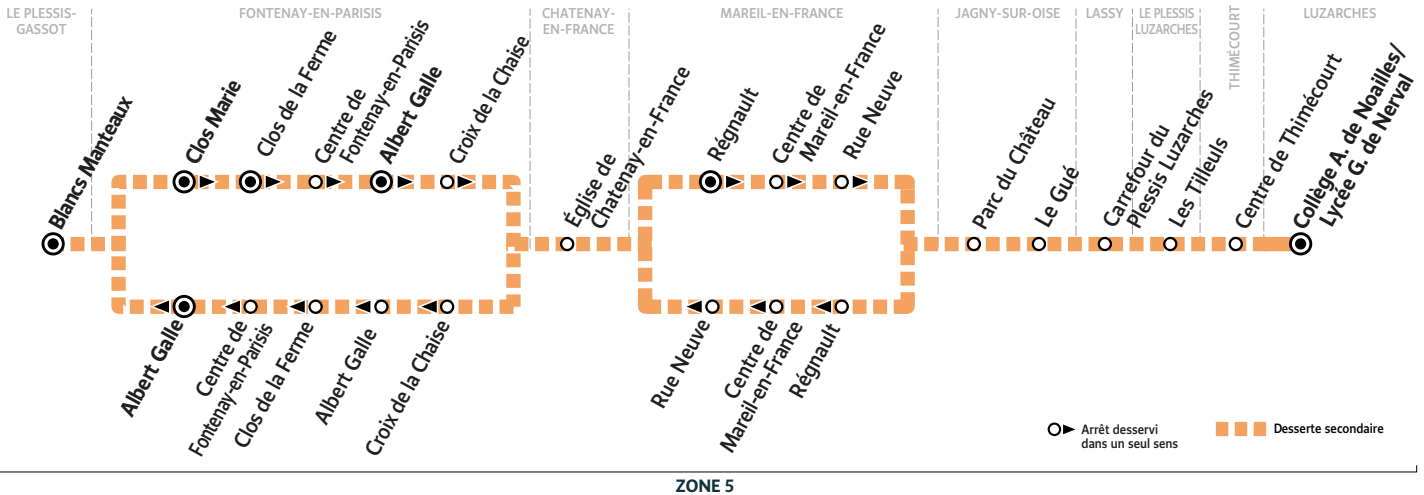 LE PLESSIS-
GASSOT
FONTENAY-EN-PARISIS
CHATENAY-
EN-FRANCE
MAREIL-EN-FRANCE
JAGNY-SUR-OISE
LASSY
LE PLESSIS
LUZARCHES
THIMÉCOURT
LUZARCHES
Blancs Manteaux
Clos Marie
Clos de la Ferme
Centre de
Fontenay-en-Parisis
Albert Galle
Croix de la Chaise
Église de
Chatenay-en-France
Régnault
Centre de
Mareil-en-France
Rue Neuve
Parc du Château
Le Gué
Carrefour du
Plessis Luzarches
Les Tilleuls
Centre de Thimécourt
Collège A. de Noailles/
Lycée G. de Nerval
Albert Galle
Centre de
Fontenay-en-Parisis
Clos de la Ferme
Albert Galle
Croix de la Chaise
Rue Neuve
Centre de
Mareil-en-France
Régnault
Arrêt desservi
dans un seul sens
Desserte secondaire
ZONE 5